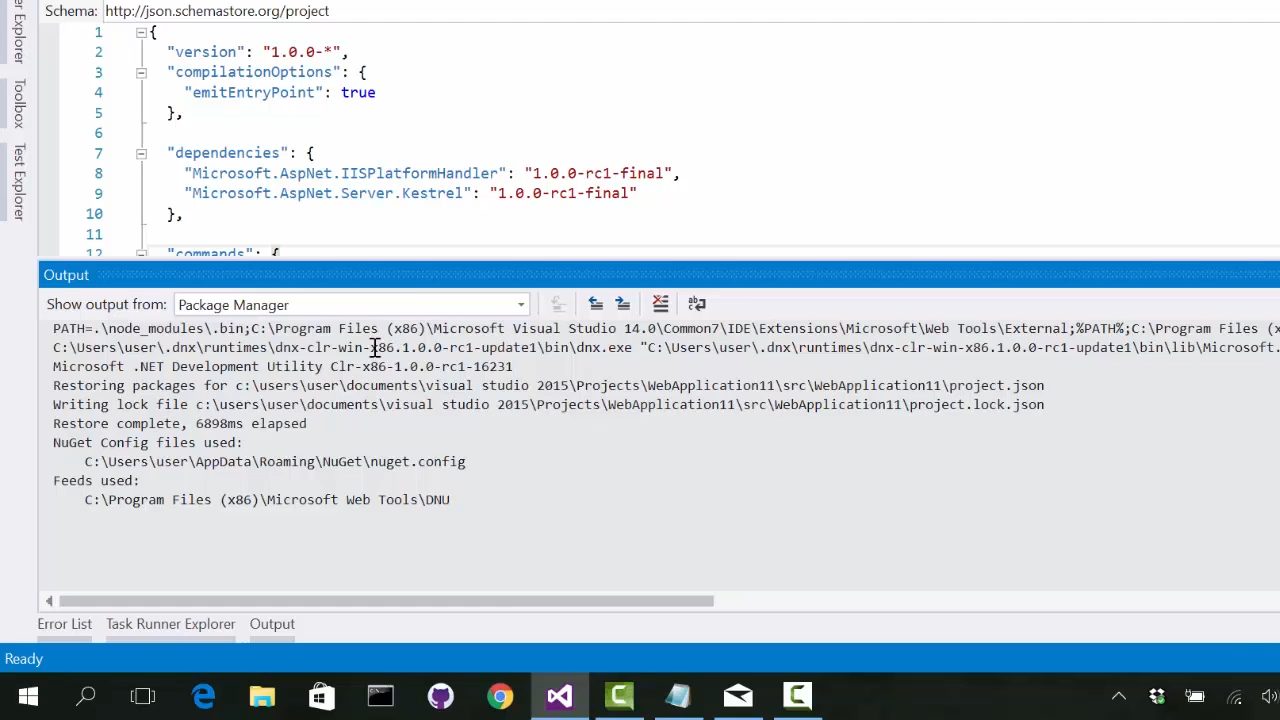 Schema: http://json.schemastore.org/project
er Explorer
Toolbox
Test Explorer
1 {
2 "version": "1.0.0-*",
3 "compilationOptions": {
4 "emitEntryPoint": true
5 },
6
7 "dependencies": {
8 "Microsoft.AspNet.IISPlatformHandler": "1.0.0-rc1-final",
9 "Microsoft.AspNet.Server.Kestrel": "1.0.0-rc1-final"
10 },
11
12 "commands": {
Output
Show output from: Package Manager
PATH=.\node_modules\.bin;C:\Program Files (x86)\Microsoft Visual Studio 14.0\Common7\IDE\Extensions\Microsoft\Web Tools\External;%PATH%;C:\Program Files (x
C:\Users\user\.dnx\runtimes\dnx-clr-win-x86.1.0.0-rc1-update1\bin\dnx.exe "C:\Users\user\.dnx\runtimes\dnx-clr-win-x86.1.0.0-rc1-update1\bin\lib\Microsoft.
Microsoft .NET Development Utility Clr-x86-1.0.0-rc1-16231
Restoring packages for c:\users\user\documents\visual studio 2015\Projects\WebApplication11\src\WebApplication11\project.json
Writing lock file c:\users\user\documents\visual studio 2015\Projects\WebApplication11\src\WebApplication11\project.lock.json
Restore complete, 6898ms elapsed
NuGet Config files used:
C:\Users\user\AppData\Roaming\NuGet\nuget.config
Feeds used:
C:\Program Files (x86)\Microsoft Web Tools\DNU
Error List Task Runner Explorer Output
Ready